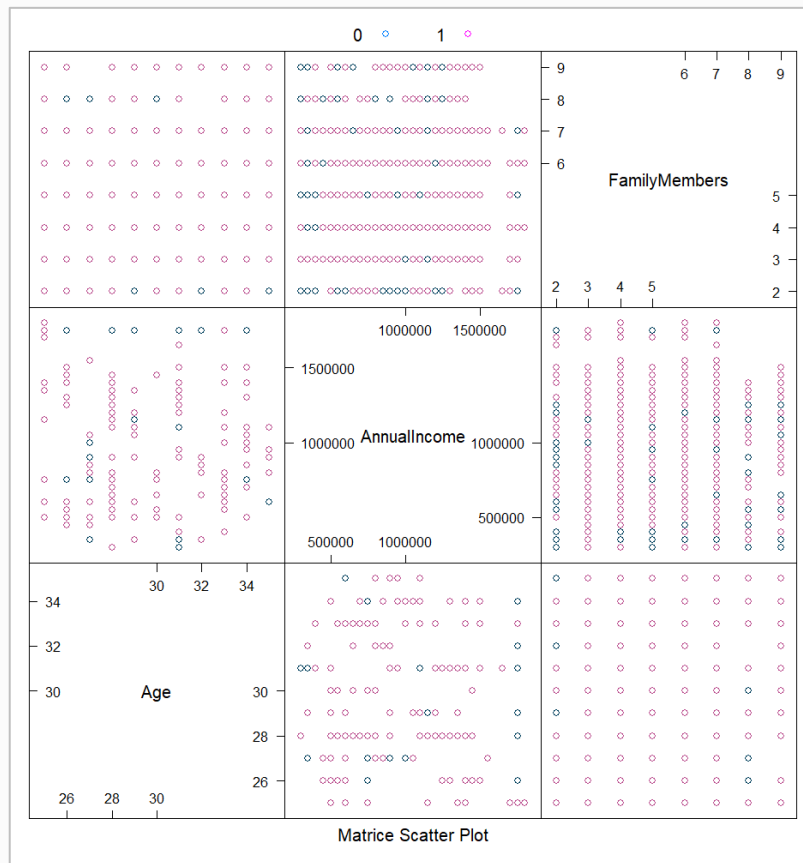 0 1
6 7 8 9
9
8
7
6
FamilyMembers
5
4
3
2
2 3 4 5
1000000 1500000
1500000
AnnualIncome
1000000
1000000
500000
500000 1000000
30 32 34
34
32
30
Age
30
28
26
26 28 30
Matrice Scatter Plot